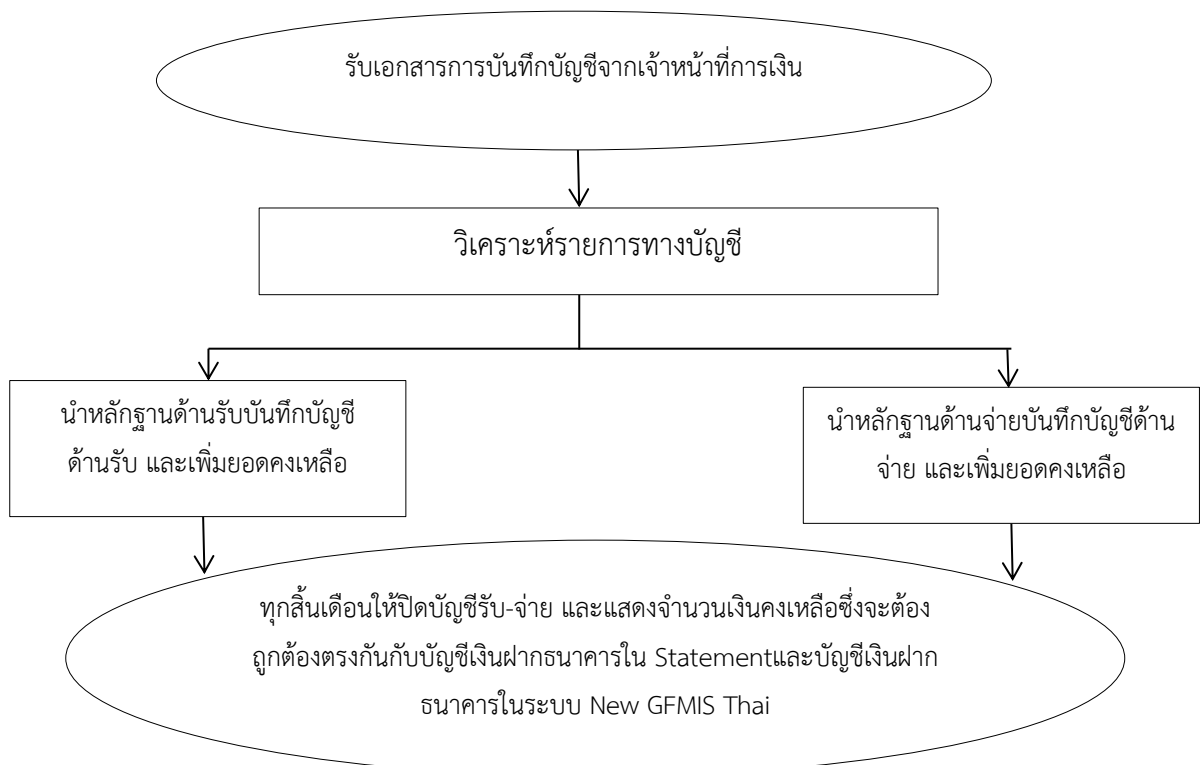 รับเอกสารการบันทึกบัญชีจากเจ้าหน้าที่การเงิน
วิเคราะห์รายการทางบัญชี
นำหลักฐานด้านรับบันทึกบัญชี
ด้านรับ และเพิ่มยอดคงเหลือ
นำหลักฐานด้านจ่ายบันทึกบัญชีด้าน
จ่าย และเพิ่มยอดคงเหลือ
ทุกสิ้นเดือนให้ปิดบัญชีรับ-จ่าย และแสดงจำนวนเงินคงเหลือซึ่งจะต้อง
ถูกต้องตรงกันกับบัญชีเงินฝากธนาคารใน Statementและบัญชีเงินฝาก
ธนาคารในระบบ New GFMIS Thai